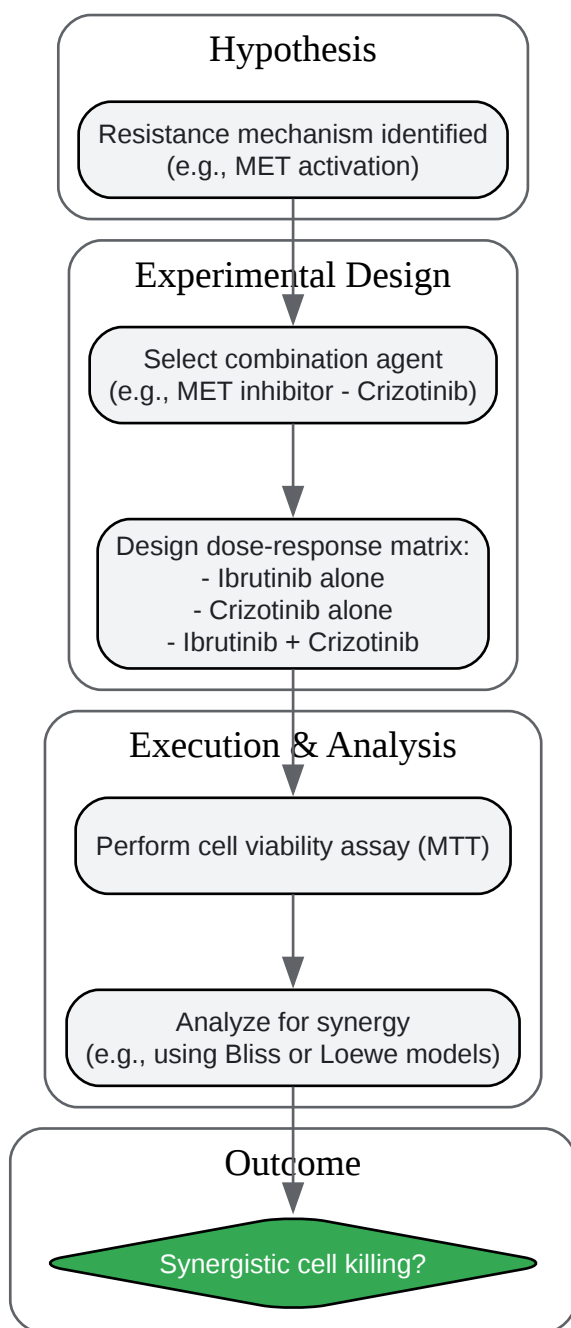 Hypothesis
Resistance mechanism identified
(e.g., MET activation)
Experimental Design
Select combination agent
(e.g., MET inhibitor - Crizotinib)
Design dose-response matrix:
- Ibrutinib alone
- Crizotinib alone
- Ibrutinib + Crizotinib
Execution & Analysis
Perform cell viability assay (MTT)
Analyze for synergy
(e.g., using Bliss or Loewe models)
Outcome
Synergistic cell killing?